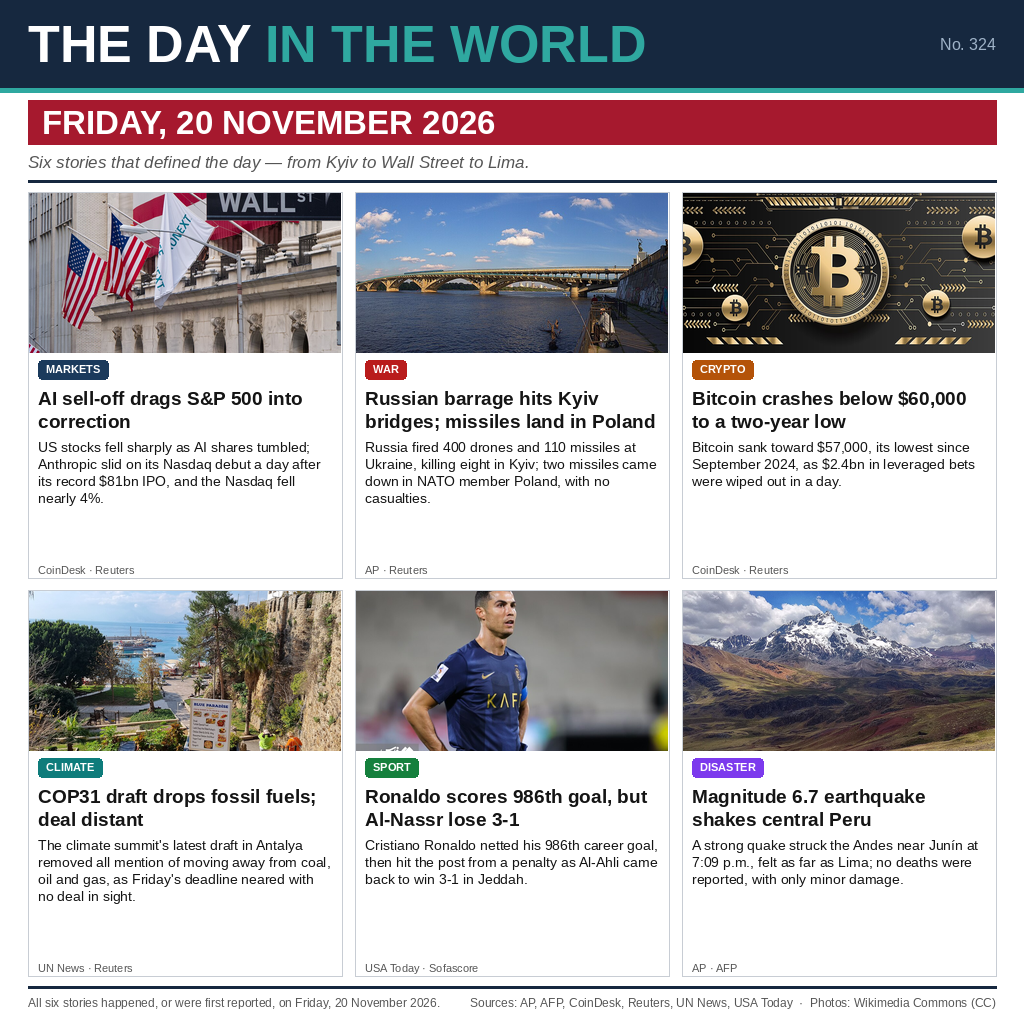 THE DAY IN THE WORLD
No. 324
FRIDAY, 20 NOVEMBER 2026
Six stories that defined the day — from Kyiv to Wall Street to Lima.
WALL ST
MARKETS
AI sell-off drags S&P 500 into
correction
US stocks fell sharply as AI shares tumbled;
Anthropic slid on its Nasdaq debut a day after
its record $81bn IPO, and the Nasdaq fell
nearly 4%.
CoinDesk · Reuters
WAR
Russian barrage hits Kyiv
bridges; missiles land in Poland
Russia fired 400 drones and 110 missiles at
Ukraine, killing eight in Kyiv; two missiles came
down in NATO member Poland, with no
casualties.
AP · Reuters
CRYPTO
Bitcoin crashes below $60,000
to a two-year low
Bitcoin sank toward $57,000, its lowest since
September 2024, as $2.4bn in leveraged bets
were wiped out in a day.
CoinDesk · Reuters
BLUE PARADISE
CLIMATE
COP31 draft drops fossil fuels;
deal distant
The climate summit's latest draft in Antalya
removed all mention of moving away from coal,
oil and gas, as Friday's deadline neared with
no deal in sight.
UN News · Reuters
KAF
SPORT
Ronaldo scores 986th goal, but
Al-Nassr lose 3-1
Cristiano Ronaldo netted his 986th career goal,
then hit the post from a penalty as Al-Ahli came
back to win 3-1 in Jeddah.
USA Today · Sofascore
DISASTER
Magnitude 6.7 earthquake
shakes central Peru
A strong quake struck the Andes near Junín at
7:09 p.m., felt as far as Lima; no deaths were
reported, with only minor damage.
AP · AFP
All six stories happened, or were first reported, on Friday, 20 November 2026.
Sources: AP, AFP, CoinDesk, Reuters, UN News, USA Today · Photos: Wikimedia Commons (CC)